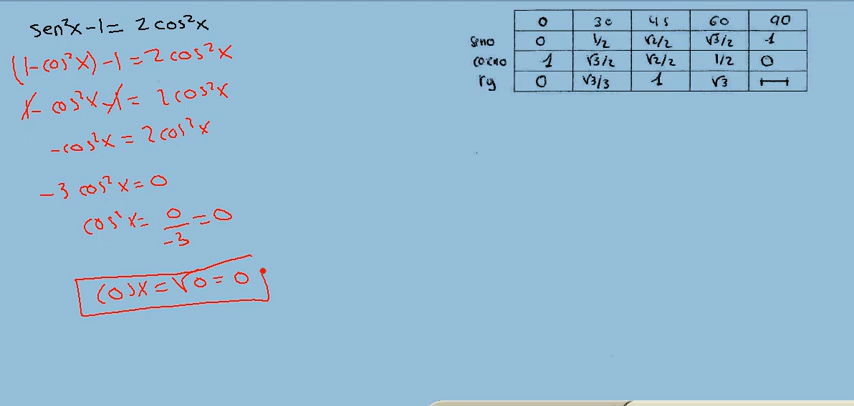 sen²x-1= 2cos²x
(1-cos²x)-1=2cos²x
1-cos²x-1= 2cos²x
-cos²x=2cos²x
-3cos²x=0
cos²x= 0/-3 =0
cosx=√0=0
0 30 45 60 90
seno 0 1/2 √2/2 √3/2 1
coseno 1 √3/2 √2/2 1/2 0
Tg 0 √3/3 1 √3